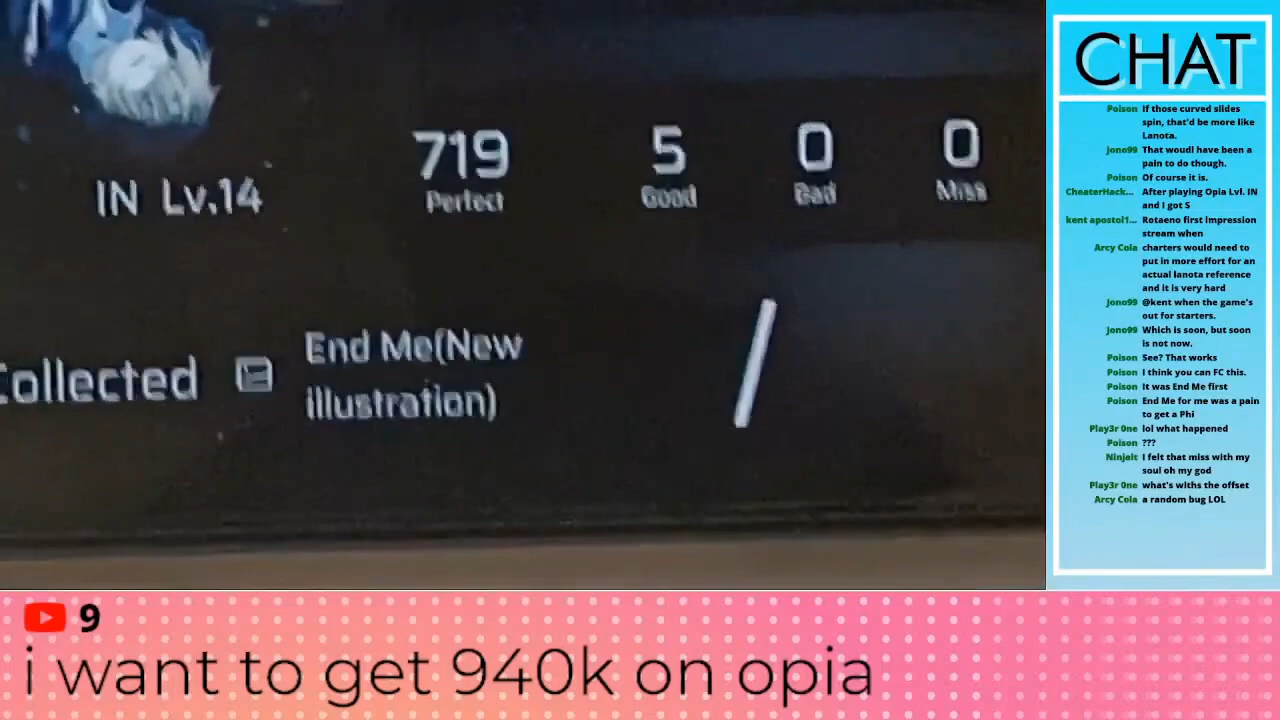 719 5 0 0
Perfect Good Bad Miss
IN Lv.14
End Me(New
Collected
illustration)
CHAT
Poison If those curved slides
spin, that'd be more like
Lanota.
Jono99 That woudl have been a
pain to do though.
Poison Of course it is.
CheaterHack... After playing Opia Lvl. IN
and I got S
kent apostol1... Rotaeno first impression
stream when
Arcy Cola charters would need to
put in more effort for an
actual lanota reference
and it is very hard
Jono99 @kent when the game's
out for starters.
Jono99 Which is soon, but soon
is not now.
Poison See? That works
Poison I think you can FC this.
Poison It was End Me first
Poison End Me for me was a pain
to get a Phi
Play3r 0ne lol what happened
Poison ???
Ninjalt I felt that miss with my
soul oh my god
Play3r 0ne what's withs the offset
Arcy Cola a random bug LOL
9
i want to get 940k on opia